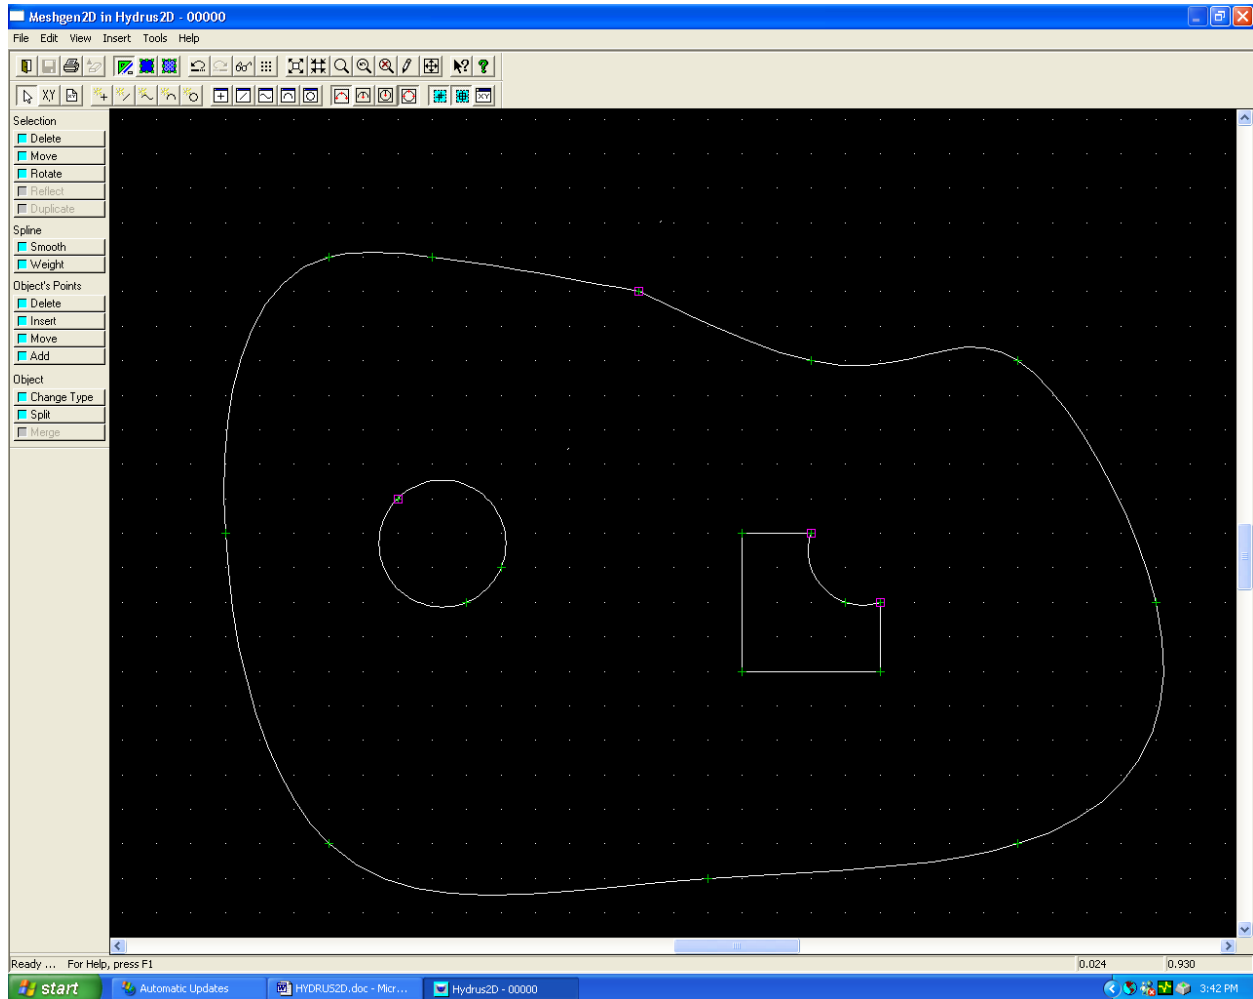 Meshgen2D in Hydrus2D - 00000
File Edit View Insert Tools Help
XY
XY
Selection
Delete
Move
Rotate
Reflect
Duplicate
Spline
Smooth
Weight
Object's Points
Delete
Insert
Move
Add
Object
Change Type
Split
Merge
Ready ... For Help, press F1 0.024 0.930
start Automatic Updates HYDRUS2D.doc - Micr... Hydrus2D - 00000 3:42 PM